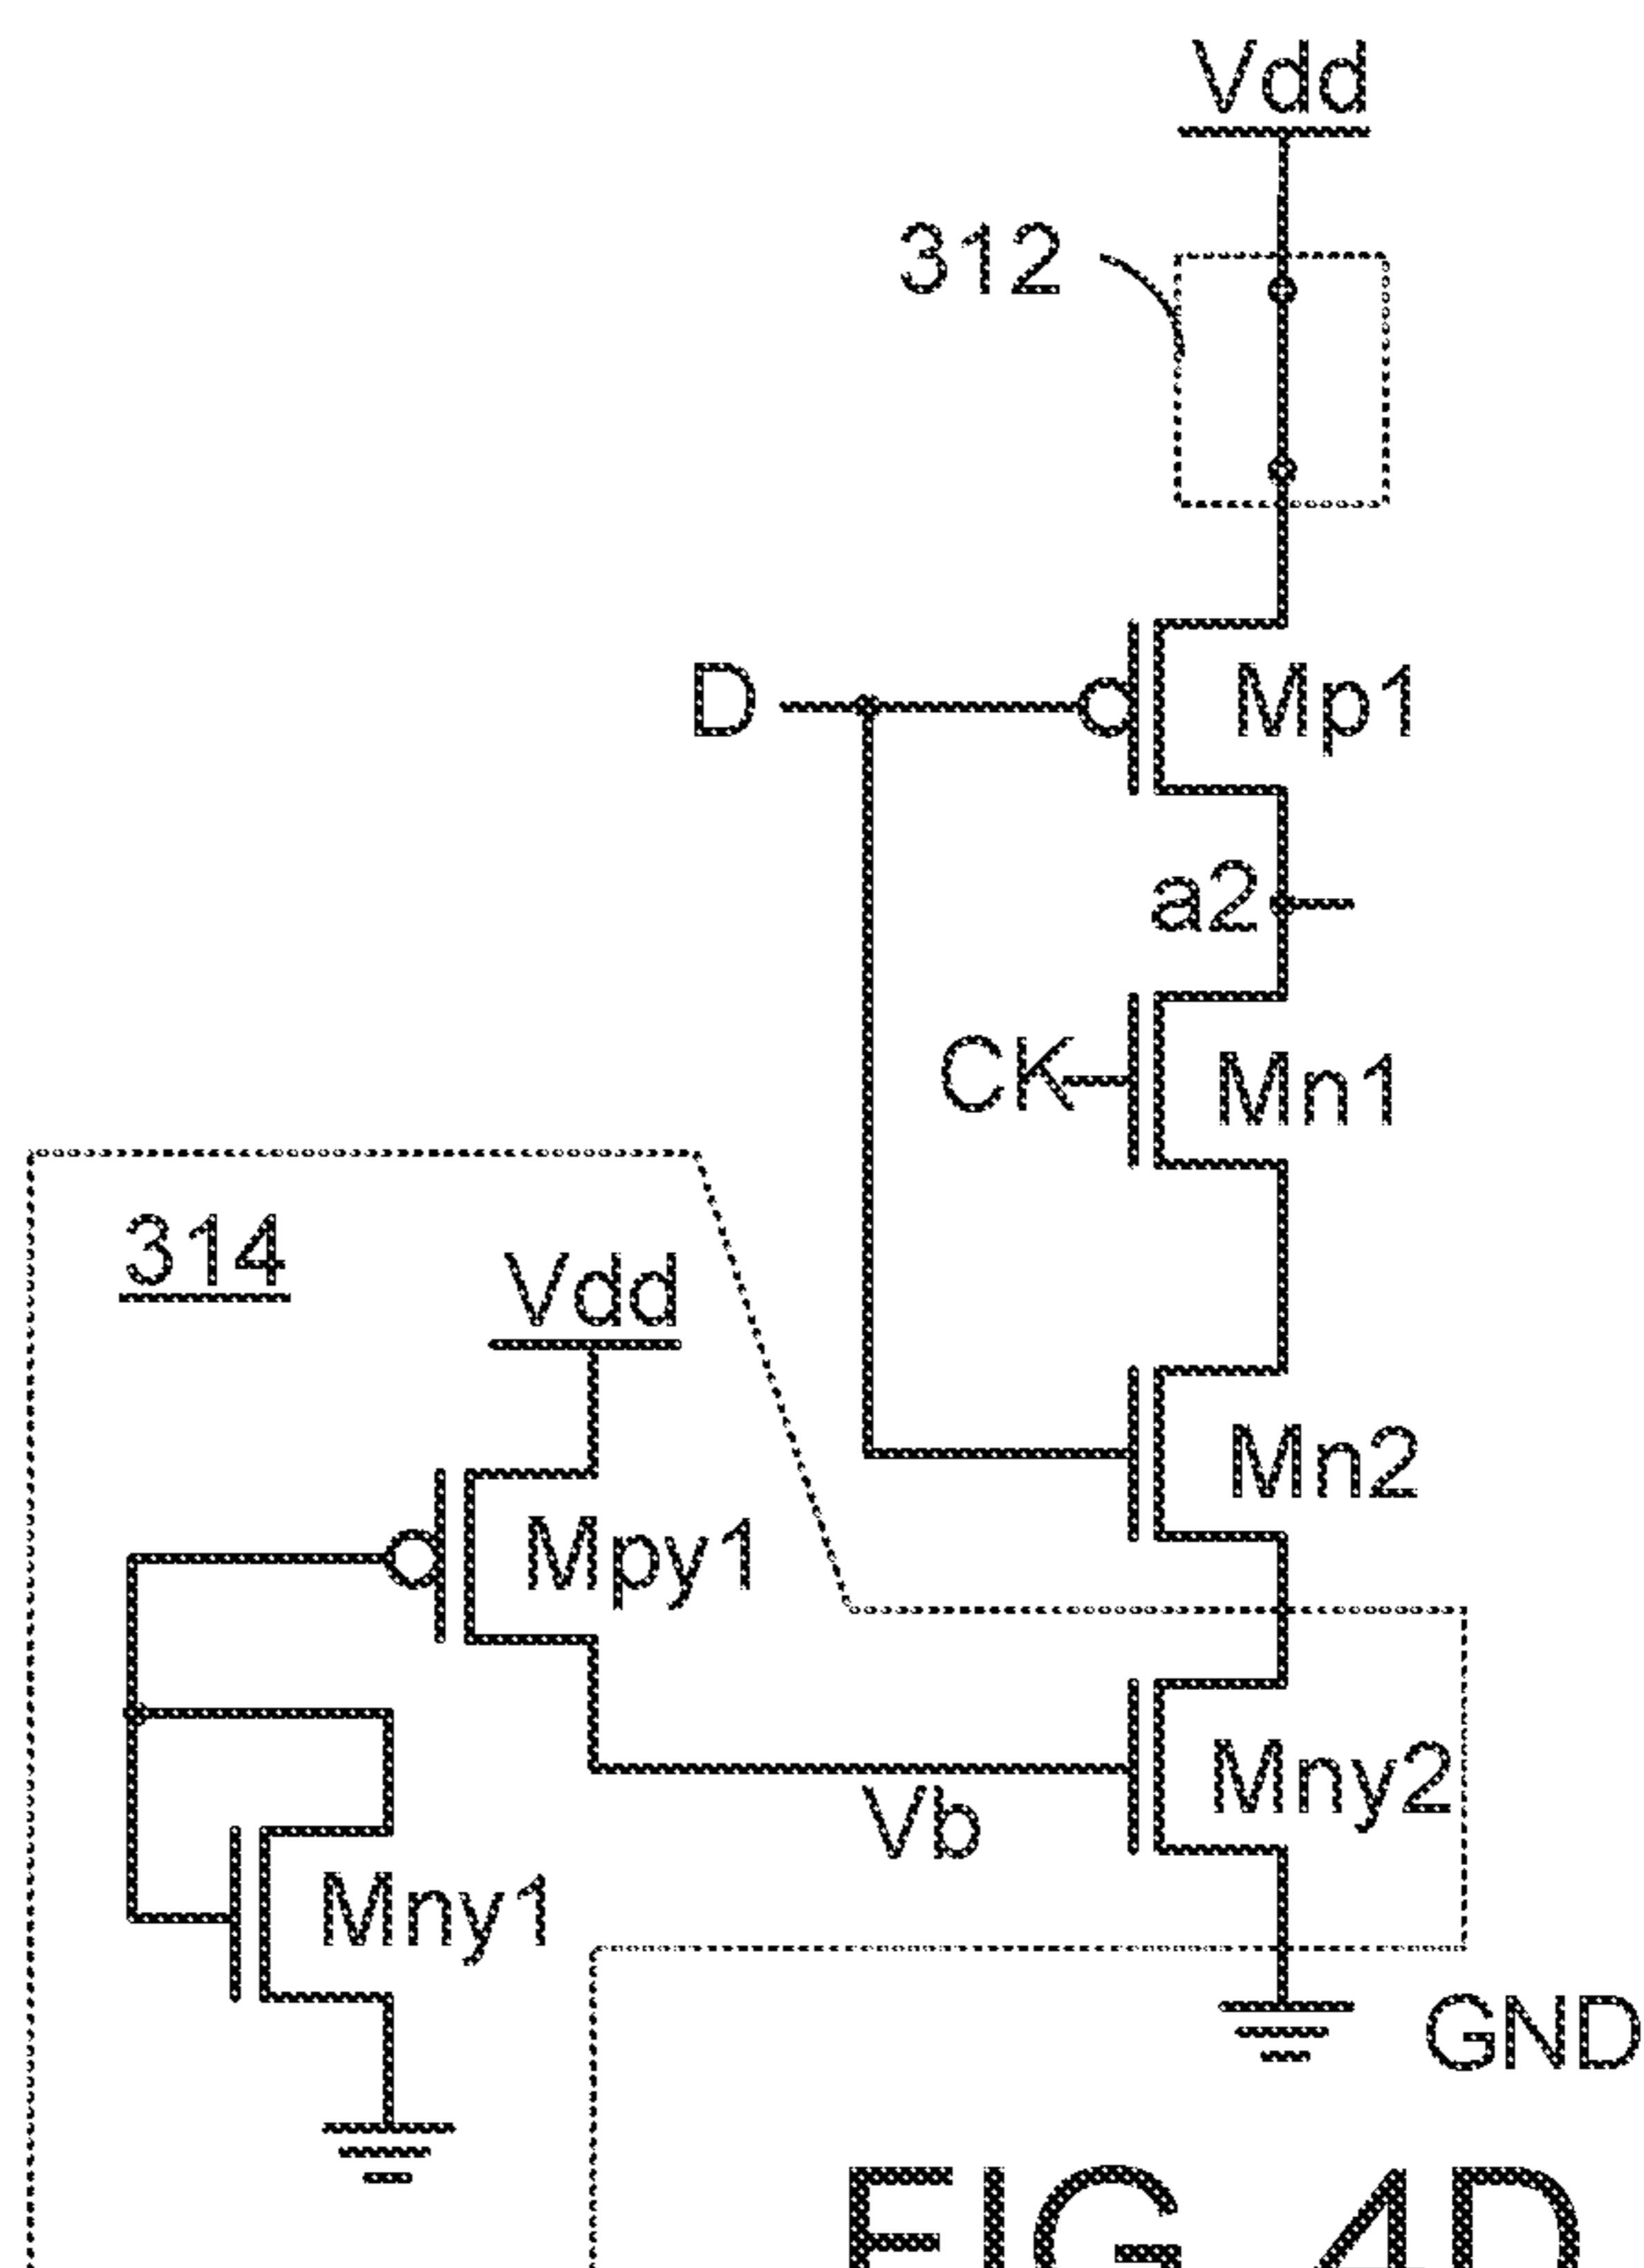 Vdd
312
D
Mp1
a2
CK
Mn1
314
Vdd
Mn2
Mpy1
Mny2
Vb
Mny1
GND
FIG. 4D